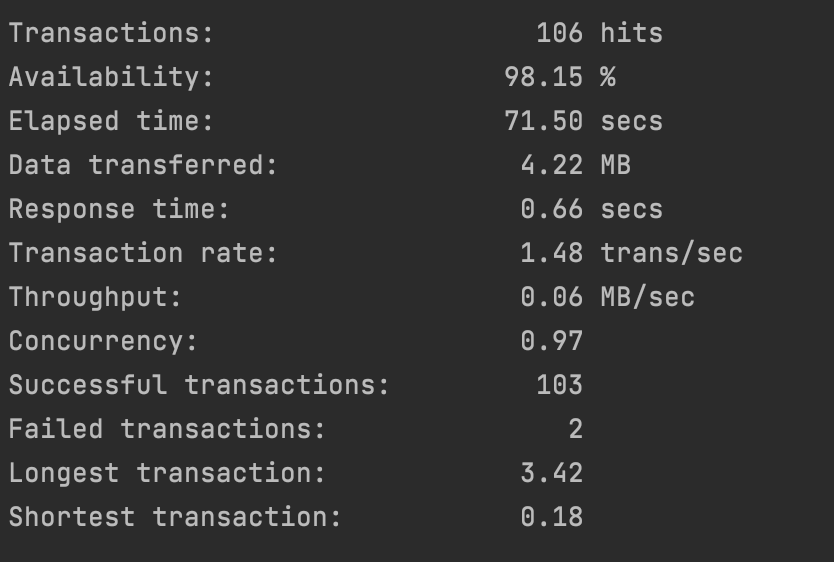 Transactions: 106 hits
Availability: 98.15 %
Elapsed time: 71.50 secs
Data transferred: 4.22 MB
Response time: 0.66 secs
Transaction rate: 1.48 trans/sec
Throughput: 0.06 MB/sec
Concurrency: 0.97
Successful transactions: 103
Failed transactions: 2
Longest transaction: 3.42
Shortest transaction: 0.18